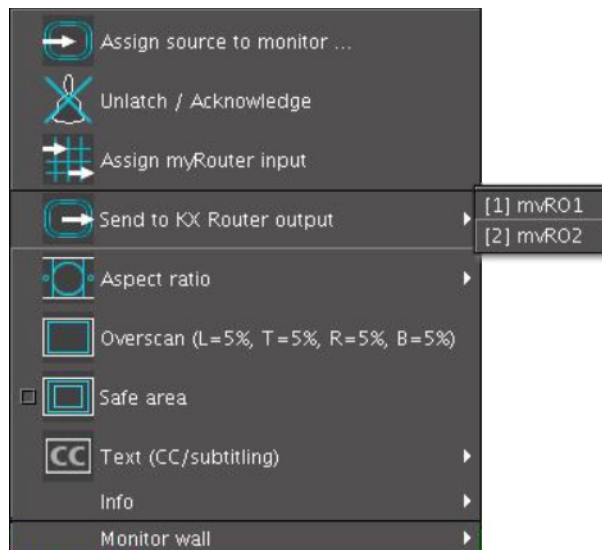 Assign source to monitor ...
Unlatch / Acknowledge
Assign myRouter input
Send to KX Router output
[1] mvRO1
[2] mvRO2
Aspect ratio
Overscan (L=5%, T=5%, R=5%, B=5%)
Safe area
CC Text (CC/subtitling)
Info
Monitor wall